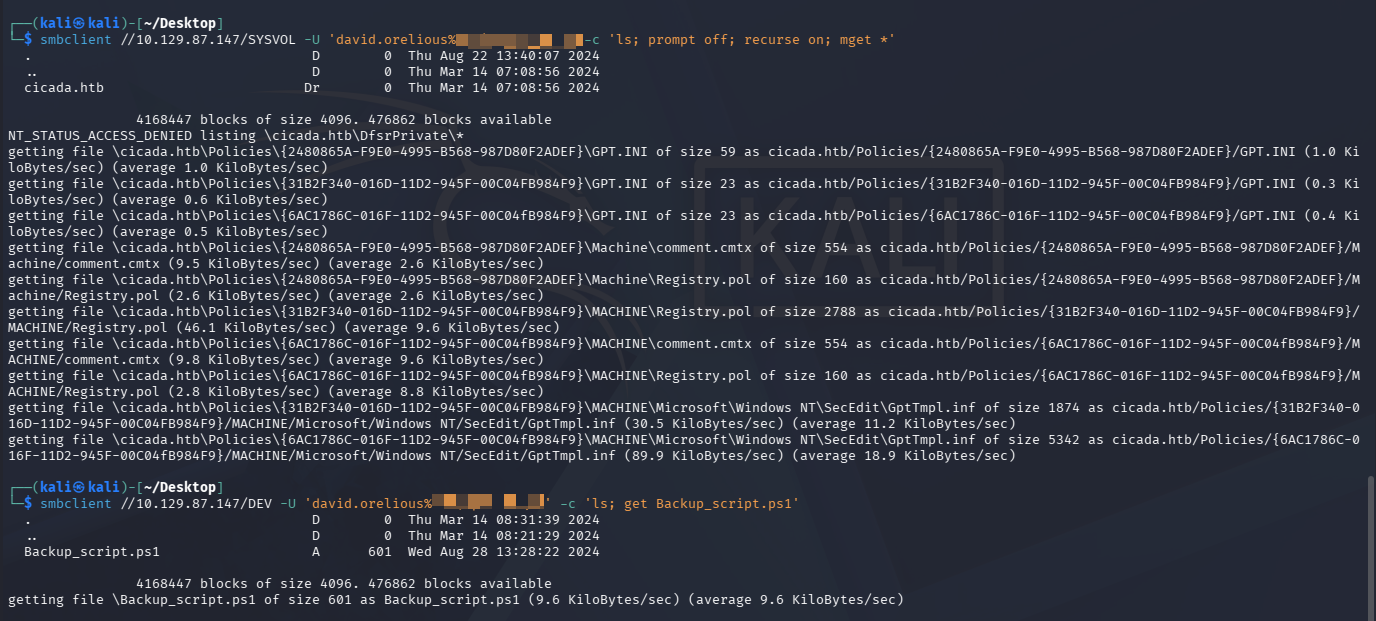 ┌──(kali㉿kali)-[~/Desktop]
└─$ smbclient //10.129.87.147/SYSVOL -U 'david.orelious% -c 'ls; prompt off; recurse on; mget *'
  .                                   D        0  Thu Aug 22 13:40:07 2024
  ..                                  D        0  Thu Mar 14 07:08:56 2024
  cicada.htb                         Dr        0  Thu Mar 14 07:08:56 2024
                4168447 blocks of size 4096. 476862 blocks available
NT_STATUS_ACCESS_DENIED listing \cicada.htb\DfsrPrivate\*
getting file \cicada.htb\Policies\{2480865A-F9E0-4995-B568-987D80F2ADEF}\GPT.INI of size 59 as cicada.htb/Policies/{2480865A-F9E0-4995-B568-987D80F2ADEF}/GPT.INI (1.0 Ki
loBytes/sec) (average 1.0 KiloBytes/sec)
getting file \cicada.htb\Policies\{31B2F340-016D-11D2-945F-00C04fB984F9}\GPT.INI of size 23 as cicada.htb/Policies/{31B2F340-016D-11D2-945F-00C04fB984F9}/GPT.INI (0.3 Ki
loBytes/sec) (average 0.6 KiloBytes/sec)
getting file \cicada.htb\Policies\{6AC1786C-016F-11D2-945F-00C04fB984F9}\GPT.INI of size 23 as cicada.htb/Policies/{6AC1786C-016F-11D2-945F-00C04fB984F9}/GPT.INI (0.4 Ki
loBytes/sec) (average 0.5 KiloBytes/sec)
getting file \cicada.htb\Policies\{2480865A-F9E0-4995-B568-987D80F2ADEF}\Machine\comment.cmtx of size 554 as cicada.htb/Policies/{2480865A-F9E0-4995-B568-987D80F2ADEF}/M
achine/comment.cmtx (9.5 KiloBytes/sec) (average 2.6 KiloBytes/sec)
getting file \cicada.htb\Policies\{2480865A-F9E0-4995-B568-987D80F2ADEF}\Machine\Registry.pol of size 160 as cicada.htb/Policies/{2480865A-F9E0-4995-B568-987D80F2ADEF}/M
achine/Registry.pol (2.6 KiloBytes/sec) (average 2.6 KiloBytes/sec)
getting file \cicada.htb\Policies\{31B2F340-016D-11D2-945F-00C04fB984F9}\MACHINE\Registry.pol of size 2788 as cicada.htb/Policies/{31B2F340-016D-11D2-945F-00C04fB984F9}/
MACHINE/Registry.pol (46.1 KiloBytes/sec) (average 9.6 KiloBytes/sec)
getting file \cicada.htb\Policies\{6AC1786C-016F-11D2-945F-00C04fB984F9}\MACHINE\comment.cmtx of size 554 as cicada.htb/Policies/{6AC1786C-016F-11D2-945F-00C04fB984F9}/M
ACHINE/comment.cmtx (9.8 KiloBytes/sec) (average 9.6 KiloBytes/sec)
getting file \cicada.htb\Policies\{6AC1786C-016F-11D2-945F-00C04fB984F9}\MACHINE\Registry.pol of size 160 as cicada.htb/Policies/{6AC1786C-016F-11D2-945F-00C04fB984F9}/M
ACHINE/Registry.pol (2.8 KiloBytes/sec) (average 8.8 KiloBytes/sec)
getting file \cicada.htb\Policies\{31B2F340-016D-11D2-945F-00C04fB984F9}\MACHINE\Microsoft\Windows NT\SecEdit\GptTmpl.inf of size 1874 as cicada.htb/Policies/{31B2F340-0
16D-11D2-945F-00C04fB984F9}/MACHINE/Microsoft/Windows NT/SecEdit/GptTmpl.inf (30.5 KiloBytes/sec) (average 11.2 KiloBytes/sec)
getting file \cicada.htb\Policies\{6AC1786C-016F-11D2-945F-00C04fB984F9}\MACHINE\Microsoft\Windows NT\SecEdit\GptTmpl.inf of size 5342 as cicada.htb/Policies/{6AC1786C-0
16F-11D2-945F-00C04fB984F9}/MACHINE/Microsoft/Windows NT/SecEdit/GptTmpl.inf (89.9 KiloBytes/sec) (average 18.9 KiloBytes/sec)
┌──(kali㉿kali)-[~/Desktop]
└─$ smbclient //10.129.87.147/DEV -U 'david.orelious%' -c 'ls; get Backup_script.ps1'
  .                                   D        0  Thu Mar 14 08:31:39 2024
  ..                                  D        0  Thu Mar 14 08:21:29 2024
  Backup_script.ps1                   A      601  Wed Aug 28 13:28:22 2024
                4168447 blocks of size 4096. 476862 blocks available
getting file \Backup_script.ps1 of size 601 as Backup_script.ps1 (9.6 KiloBytes/sec) (average 9.6 KiloBytes/sec)
KALI